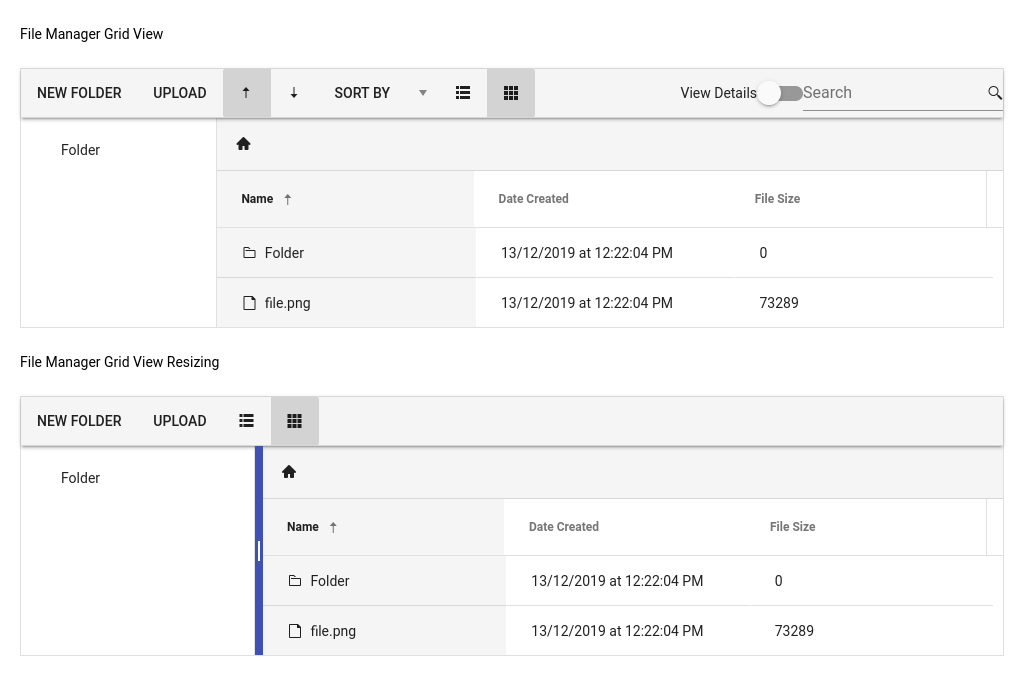 File Manager Grid View
NEW FOLDER UPLOAD SORT BY View Details Search
Folder
Name Date Created File Size
Folder 13/12/2019 at 12:22:04 PM 0
file.png 13/12/2019 at 12:22:04 PM 73289
File Manager Grid View Resizing
NEW FOLDER UPLOAD
Folder
Name Date Created File Size
Folder 13/12/2019 at 12:22:04 PM 0
file.png 13/12/2019 at 12:22:04 PM 73289